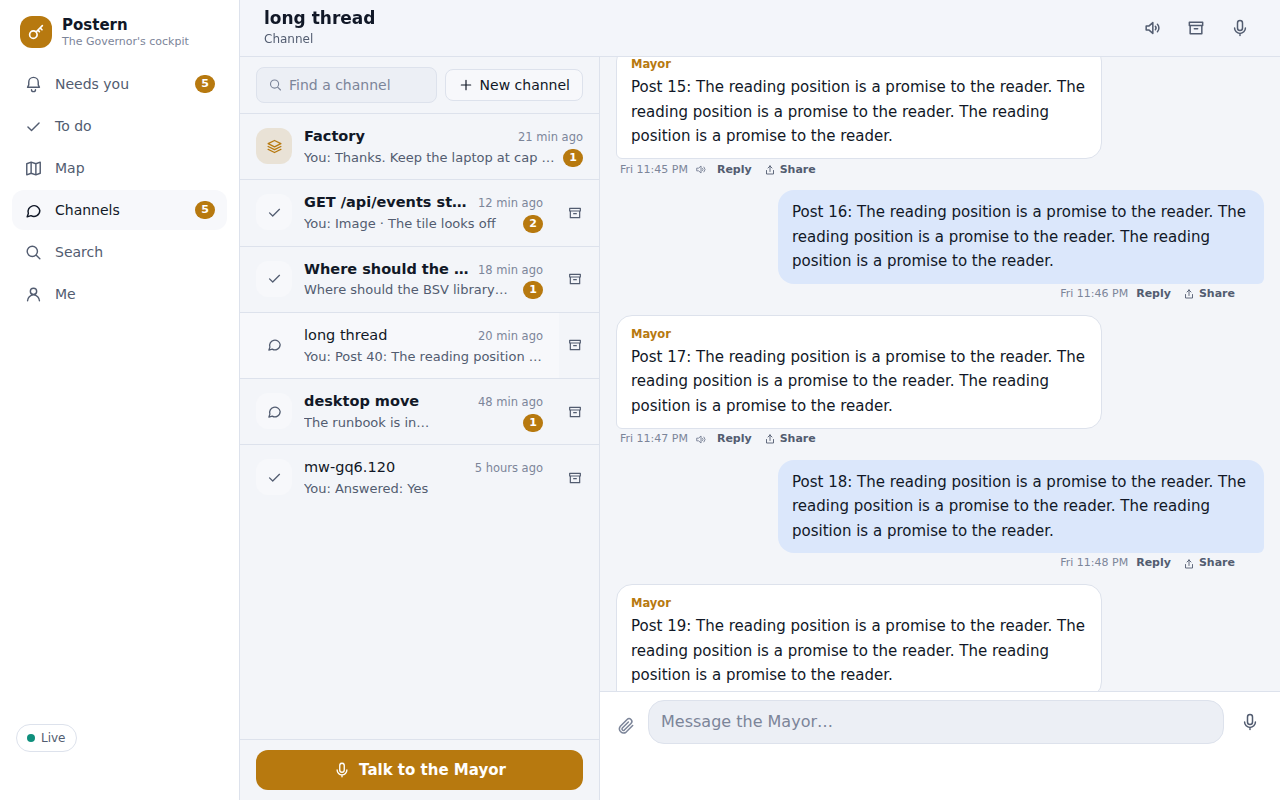 Postern
The Governor's cockpit
Needs you 5
To do
Map
Channels 5
Search
Me
Live
long thread
Channel
Find a channel
New channel
Factory 21 min ago
You: Thanks. Keep the laptop at cap … 1
GET /api/events st… 12 min ago
You: Image · The tile looks off 2
Where should the … 18 min ago
Where should the BSV library… 1
long thread 20 min ago
You: Post 40: The reading position …
desktop move 48 min ago
The runbook is in… 1
mw-gq6.120 5 hours ago
You: Answered: Yes
Talk to the Mayor
Mayor
Post 15: The reading position is a promise to the reader. The
reading position is a promise to the reader. The reading
position is a promise to the reader.
Fri 11:45 PM Reply Share
Post 16: The reading position is a promise to the reader. The
reading position is a promise to the reader. The reading
position is a promise to the reader.
Fri 11:46 PM Reply Share
Mayor
Post 17: The reading position is a promise to the reader. The
reading position is a promise to the reader. The reading
position is a promise to the reader.
Fri 11:47 PM Reply Share
Post 18: The reading position is a promise to the reader. The
reading position is a promise to the reader. The reading
position is a promise to the reader.
Fri 11:48 PM Reply Share
Mayor
Post 19: The reading position is a promise to the reader. The
reading position is a promise to the reader. The reading
position is a promise to the reader.
Message the Mayor…